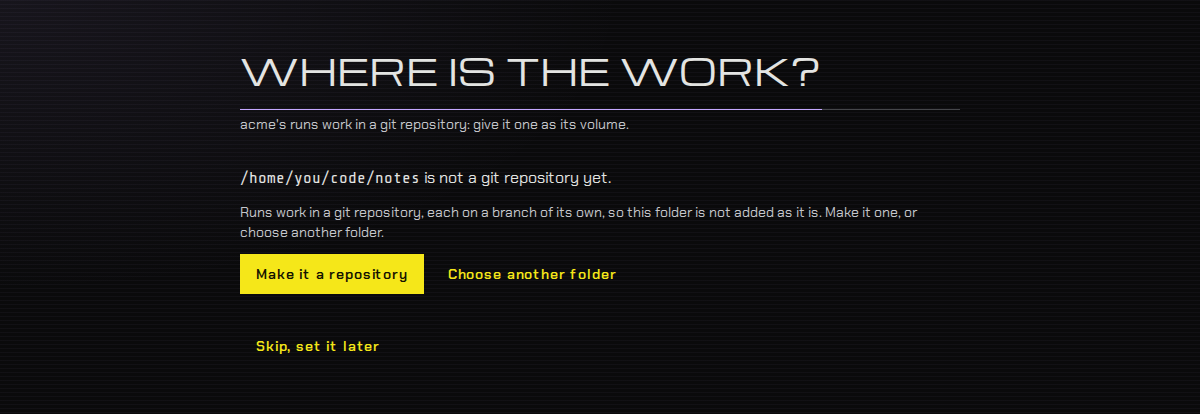 WHERE IS THE WORK?
acme's runs work in a git repository: give it one as its volume.
/home/you/code/notes is not a git repository yet.
Runs work in a git repository, each on a branch of its own, so this folder is not added as it is. Make it one, or
choose another folder.
Make it a repository Choose another folder
Skip, set it later